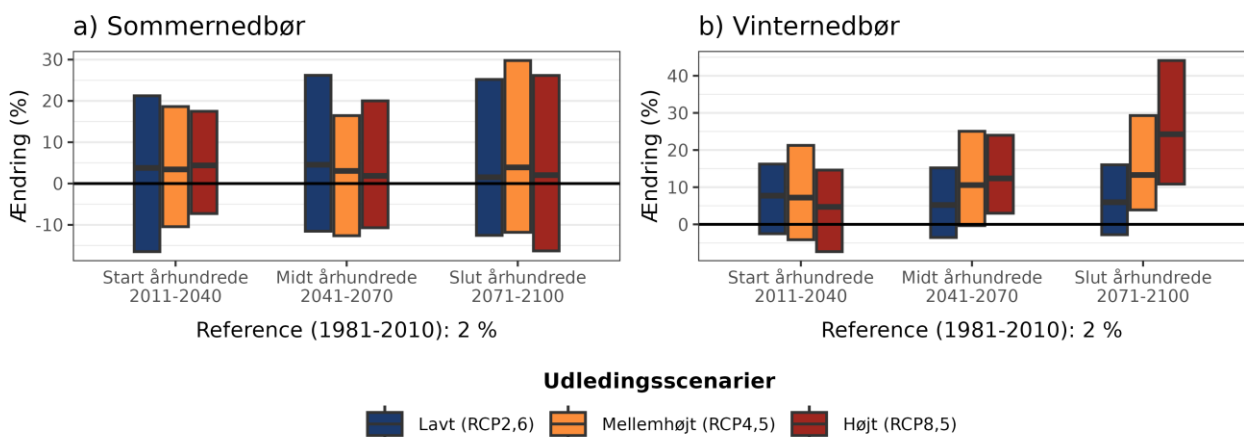 a) Sommernedbør
Ændring (%)
30
20
10
0
-10
Start århundrede
2011-2040
Midt århundrede
2041-2070
Slut århundrede
2071-2100
Reference (1981-2010): 2 %
b) Vinternedbør
Ændring (%)
40
30
20
10
0
Start århundrede
2011-2040
Midt århundrede
2041-2070
Slut århundrede
2071-2100
Reference (1981-2010): 2 %
Udledingsscenarier
Lavt (RCP2,6)
Mellemhøjt (RCP4,5)
Højt (RCP8,5)